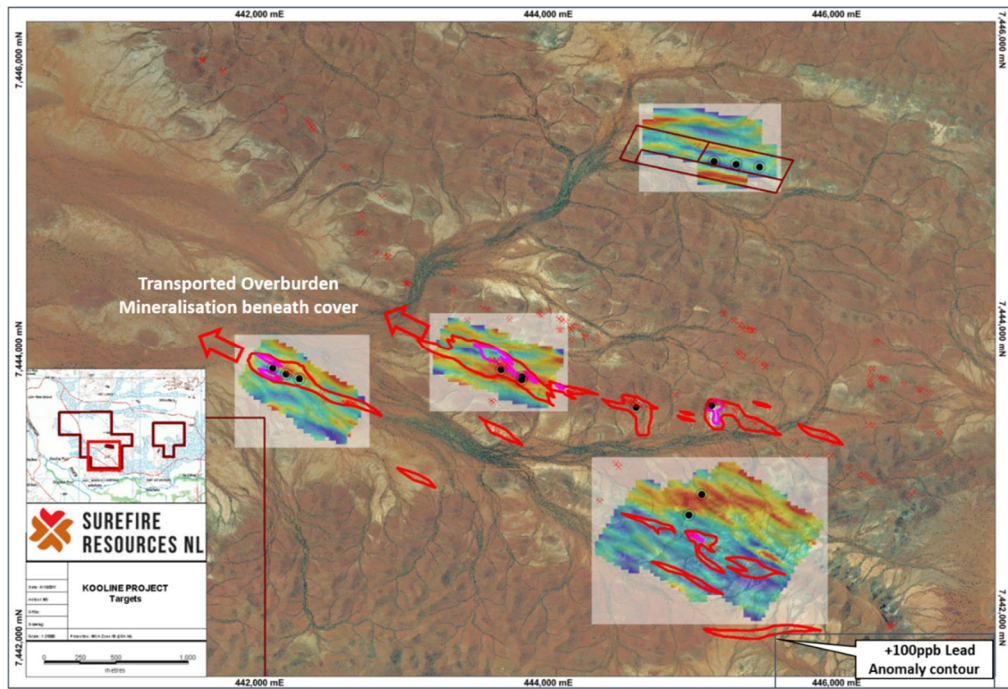 442,000 mE
444,000 mE
446,000 mE
7,446,000 mN
7,446,000 mN
Transported Overburden
Mineralisation beneath cover
7,444,000 mN
7,444,000 mN
SUREFIRE
RESOURCES NL
KOOLINE PROJECT
Targets
0
250
500
1,000
metres
7,442,000 mN
7,442,000 mN
+100ppb Lead
Anomaly contour
442,000 mE
444,000 mE
446,000 mE